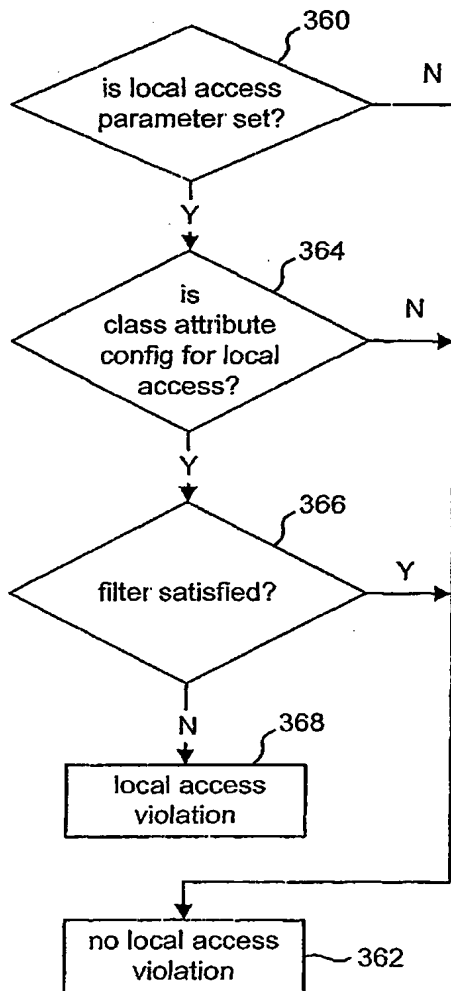 360
is local access
parameter set?
N
Y
364
is
class attribute
config for local
access?
N
Y
366
filter satisfied?
Y
N
368
local access
violation
no local access
violation
362